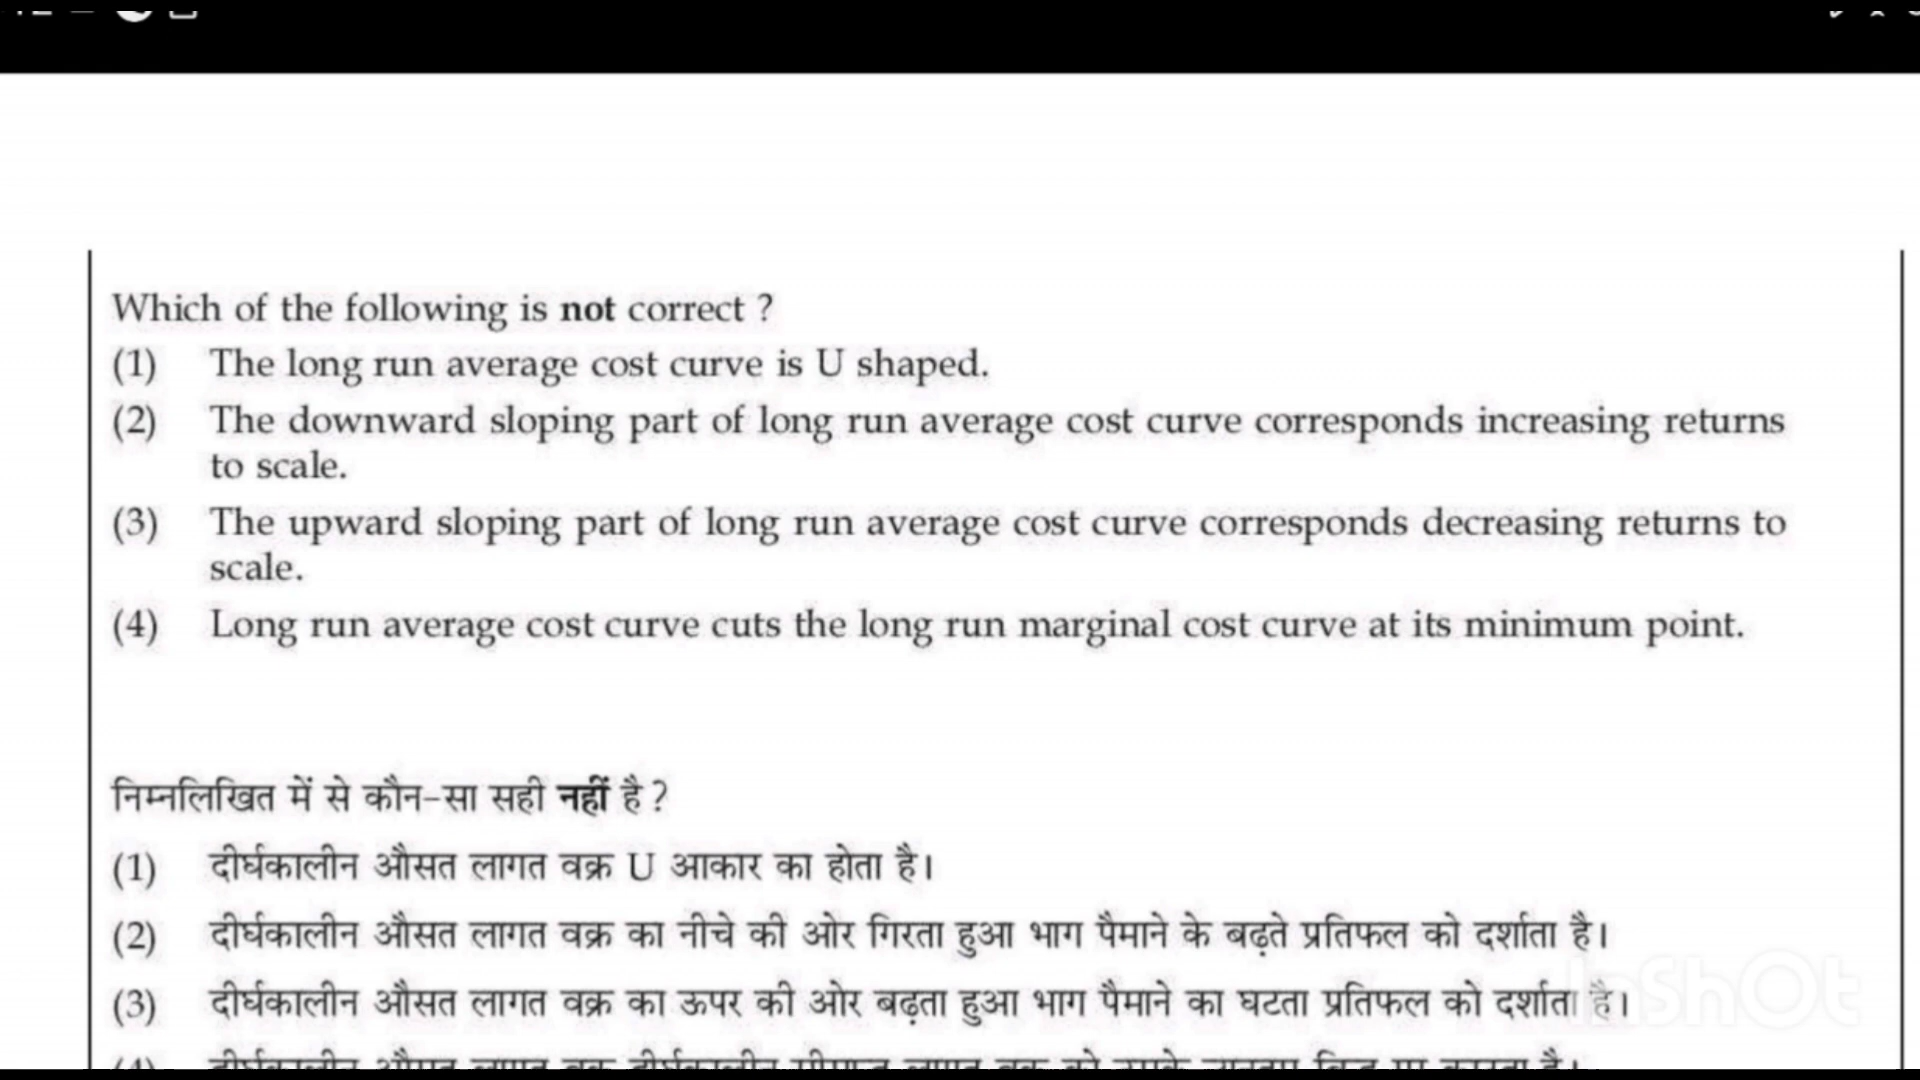 Which of the following is not correct ?
(1) The long run average cost curve is U shaped.
(2) The downward sloping part of long run average cost curve corresponds increasing returns
to scale.
(3) The upward sloping part of long run average cost curve corresponds decreasing returns to
scale.
(4) Long run average cost curve cuts the long run marginal cost curve at its minimum point.
निम्नलिखित में से कौन-सा सही नहीं है ?
(1) दीर्घकालीन औसत लागत वक्र U आकार का होता है।
(2) दीर्घकालीन औसत लागत वक्र का नीचे की ओर गिरता हुआ भाग पैमाने के बढ़ते प्रतिफल को दर्शाता है।
(3) दीर्घकालीन औसत लागत वक्र का ऊपर की ओर बढ़ता हुआ भाग पैमाने का घटता प्रतिफल को दर्शाता है।
InShOt